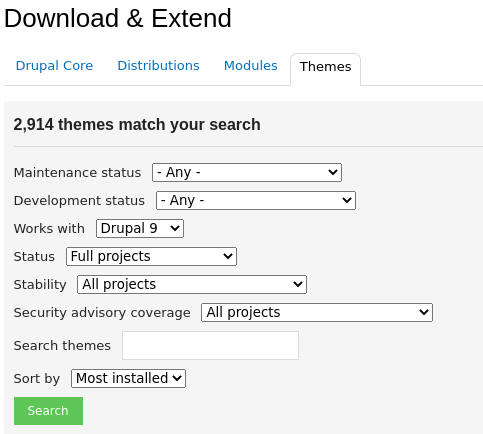 Download & Extend
Drupal Core Distributions Modules Themes
2,914 themes match your search
Maintenance status - Any -
Development status - Any -
Works with Drupal 9
Status Full projects
Stability All projects
Security advisory coverage All projects
Search themes
Sort by Most installed
Search